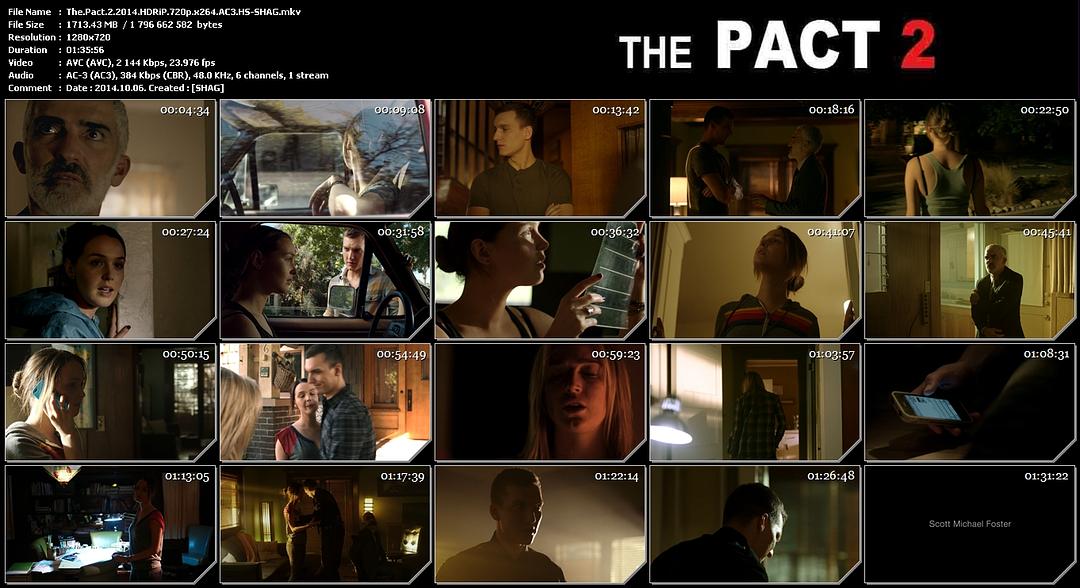 File Name : The.Pact.2.2014.HDRiP.720p.x264.AC3.HS-SHAG.mkv
File Size : 1713.43 MB / 1 796 662 582 bytes
Resolution : 1280x720
Duration : 01:35:56
Video : AVC (AVC), 2 144 Kbps, 23.976 fps
Audio : AC-3 (AC3), 384 Kbps (CBR), 48.0 KHz, 6 channels, 1 stream
Comment : Date : 2014.10.06. Created : [SHAG]
THE PACT 2
00:04:34
00:09:08
00:13:42
00:18:16
00:22:50
00:27:24
00:31:58
00:36:32
00:41:07
00:45:41
00:50:15
00:54:49
00:59:23
01:03:57
01:08:31
01:13:05
01:17:39
01:22:14
01:26:48
01:31:22
Scott Michael Foster